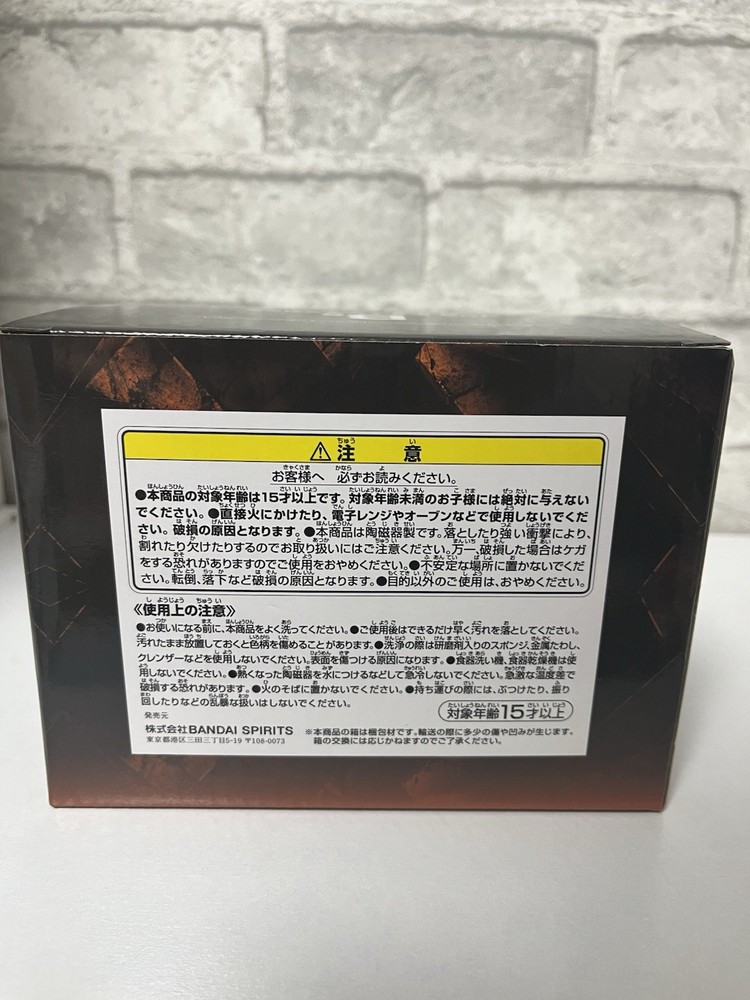 ⚠注意
お客様へ 必ずお読みください。
●本商品の対象年齢は15才以上です。対象年齢未満のお子様には絶対に与えない
でください。●直接火にかけたり、電子レンジやオーブンなどで使用しないでくだ
さい。破損の原因となります。●本商品は陶磁器製です。落としたり強い衝撃により、
割れたり欠けたりするのでお取り扱いにはご注意ください。万一、破損した場合はケガ
をする恐れがありますのでご使用をおやめください。●不安定な場所に置かないでくだ
さい。転倒、落下など破損の原因となります。●目的以外のご使用は、おやめください。
《使用上の注意》
●お使いになる前に、本商品をよく洗ってください。●ご使用後はできるだけ早く汚れを落としてください。
汚れたまま放置しておくと色柄を傷めることがあります。●洗浄の際は研磨剤入りのスポンジ、金属たわし、
クレンザーなどを使用しないでください。表面を傷つける原因になります。●食器洗い機、食器乾燥機は使
用しないでください。●熱くなった陶磁器を水につけるなどして急冷しないでください。急激な温度差で
破損する恐れがあります。●火のそばに置かないでください。●持ち運びの際には、ぶつけたり、振り
回したりなどの乱暴な扱いはしないでください。
対象年齢15才以上
発売元
株式会社BANDAI SPIRITS
東京都港区三田三丁目5-19 〒108-0073
※本商品の箱は梱包材です。輸送の際に多少の傷や凹みが生じます。
箱の交換には応じかねますのでご了承ください。